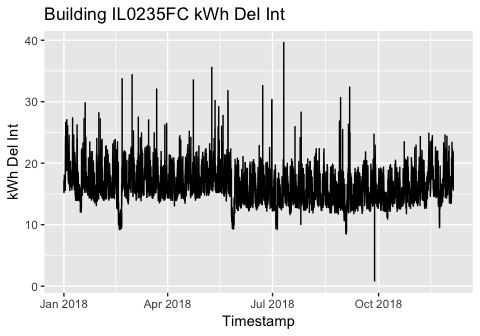 Building IL0235FC kWh Del Int
kWh Del Int
40
30
20
10
0
Jan 2018 Apr 2018 Jul 2018 Oct 2018
Timestamp